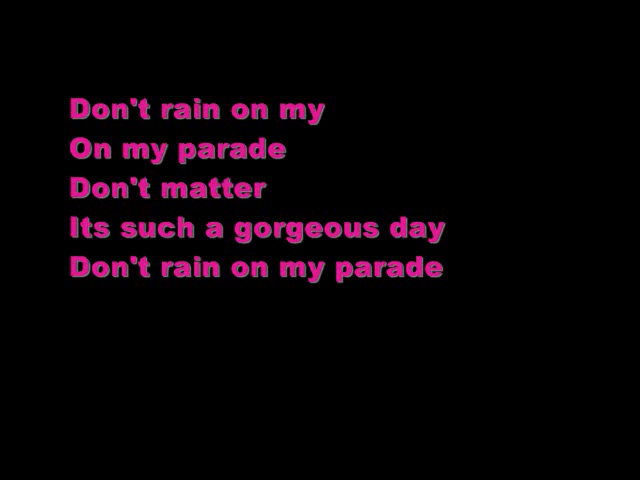 Don't rain on my
On my parade
Don't matter
Its such a gorgeous day
Don't rain on my parade